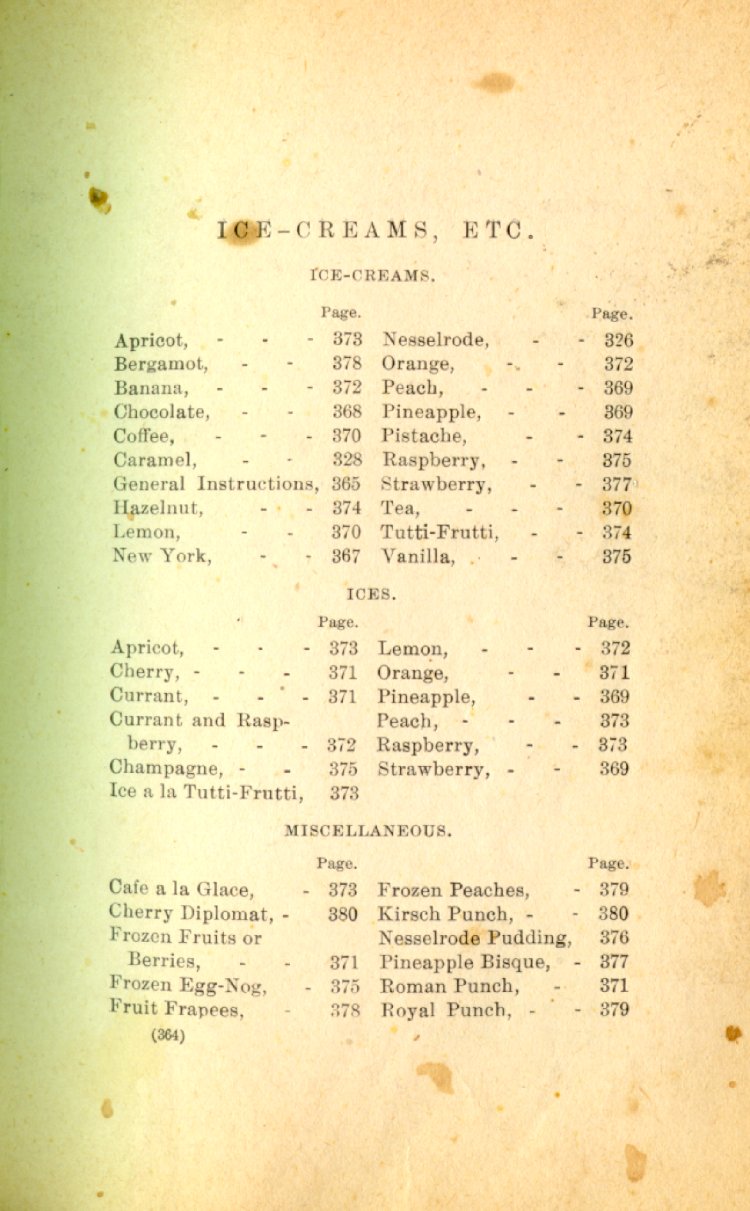 ICE-CREAMS, ETC.
ICE-CREAMS.
Page. Page.
Apricot, - - - 373 Nesselrode, - - 326
Bergamot, - - 378 Orange, - - 372
Banana, - - - 372 Peach, - - - 369
Chocolate, - - 368 Pineapple, - - 369
Coffee, - - - 370 Pistache, - - 374
Caramel, - - 328 Raspberry, - - 375
General Instructions, 365 Strawberry, - - 377
Hazelnut, - - 374 Tea, - - - 370
Lemon, - - 370 Tutti-Frutti, - - 374
New York, - - 367 Vanilla, - - 375
ICES.
Page. Page.
Apricot, - - - 373 Lemon, - - - 372
Cherry, - - - 371 Orange, - - 371
Currant, - - - 371 Pineapple, - - 369
Currant and Rasp- Peach, - - - 373
berry, - - - 372 Raspberry, - - 373
Champagne, - - 375 Strawberry, - - 369
Ice a la Tutti-Frutti, 373
MISCELLANEOUS.
Page. Page.
Cafe a la Glace, - 373 Frozen Peaches, - 379
Cherry Diplomat, - 380 Kirsch Punch, - - 380
Frozen Fruits or Nesselrode Pudding, 376
Berries, - - 371 Pineapple Bisque, - 377
Frozen Egg-Nog, - 375 Roman Punch, - 371
Fruit Frapees, - 378 Royal Punch, - - 379
(364)